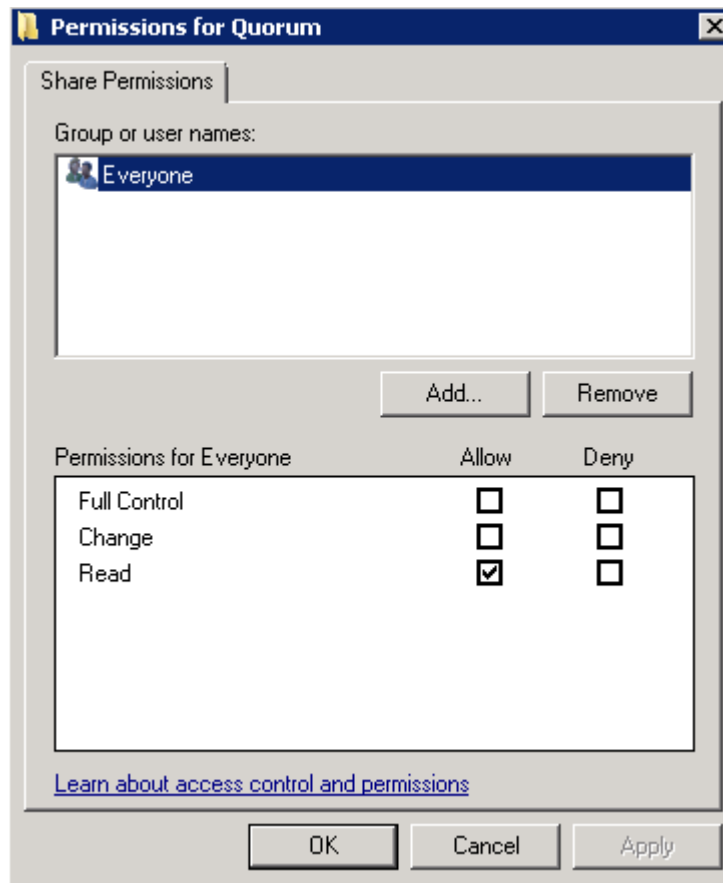 Permissions for Quorum
Share Permissions
Group or user names:
Everyone
Add... Remove
Permissions for Everyone Allow Deny
Full Control
Change
Read
Learn about access control and permissions
OK Cancel Apply